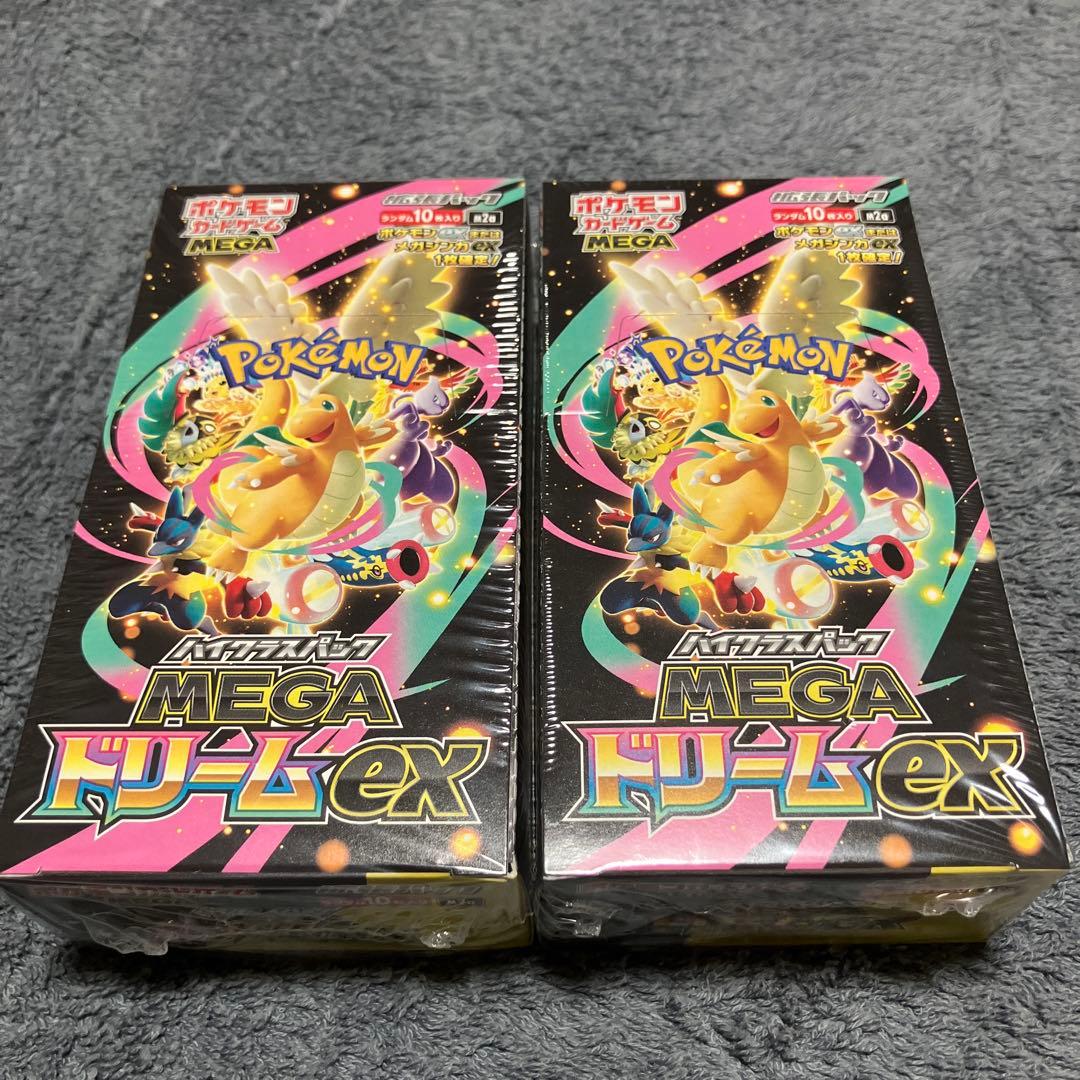 ポケモン
カードゲーム
MEGA
拡張パック
ランダム10枚入り
ポケモンexまたは
メガシンカex
1枚確定!
POKéMON
ハイクラスパック
MEGA
ドリームex
ポケモン
カードゲーム
MEGA
拡張パック
ランダム10枚入り
ポケモンexまたは
メガシンカex
1枚確定!
POKéMON
ハイクラスパック
MEGA
ドリームex